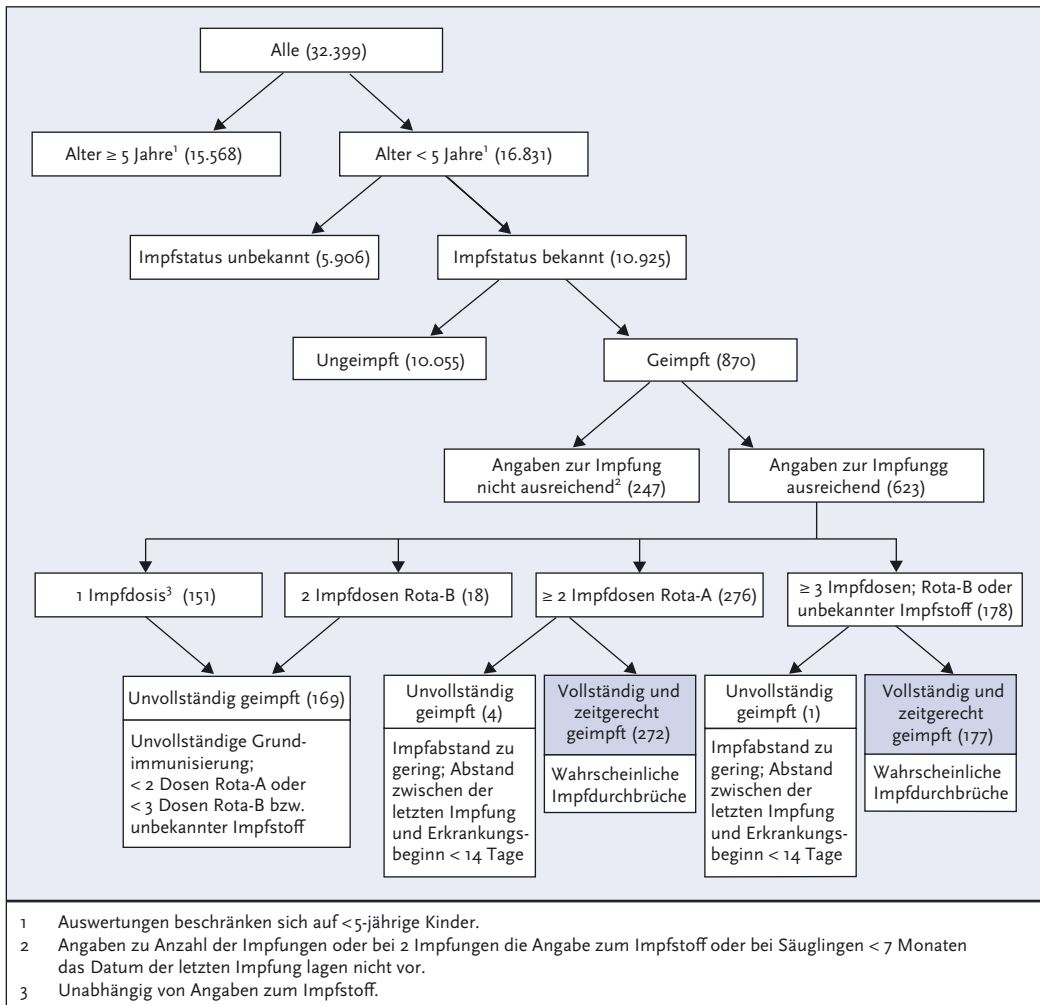 Alle (32.399)
Alter ≥ 5 Jahre¹ (15.568)
Alter < 5 Jahre¹ (16.831)
Impfstatus unbekannt (5.906)
Impfstatus bekannt (10.925)
Ungeimpft (10.055)
Geimpft (870)
Angaben zur Impfung
nicht ausreichend² (247)
Angaben zur Impfungg
ausreichend (623)
1 Impfdosis³ (151)
2 Impfdosen Rota-B (18)
≥ 2 Impfdosen Rota-A (276)
≥ 3 Impfdosen; Rota-B oder
unbekannter Impfstoff (178)
Unvollständig geimpft (169)
Unvollständige Grund-
immunisierung;
< 2 Dosen Rota-A oder
< 3 Dosen Rota-B bzw.
unbekannter Impfstoff
Unvollständig
geimpft (4)
Impfabstand zu
gering; Abstand
zwischen der
letzten Impfung
und Erkrankungs-
beginn < 14 Tage
Vollständig und
zeitgerecht
geimpft (272)
Wahrscheinliche
Impfdurchbrüche
Unvollständig
geimpft (1)
Impfabstand zu
gering; Abstand
zwischen der
letzten Impfung
und Erkrankungs-
beginn < 14 Tage
Vollständig und
zeitgerecht
geimpft (177)
Wahrscheinliche
Impfdurchbrüche
1 Auswertungen beschränken sich auf <5-jährige Kinder.
2 Angaben zu Anzahl der Impfungen oder bei 2 Impfungen die Angabe zum Impfstoff oder bei Säuglingen < 7 Monaten
das Datum der letzten Impfung lagen nicht vor.
3 Unabhängig von Angaben zum Impfstoff.